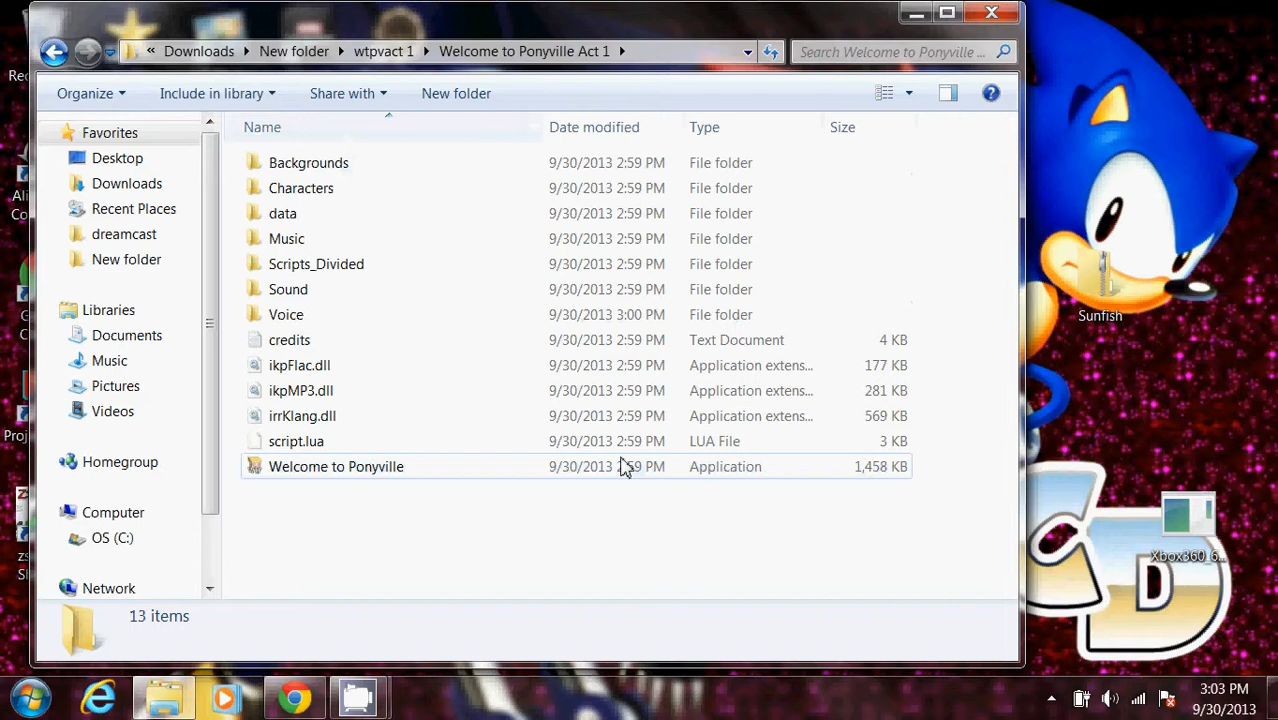 « Downloads New folder wtpvact 1 Welcome to Ponyville Act 1
Search Welcome to Ponyville ...
Organize Include in library Share with New folder
Name Date modified Type Size
Favorites
Desktop
Downloads
Recent Places
dreamcast
New folder
Libraries
Documents
Music
Pictures
Videos
Homegroup
Computer
OS (C:)
Network
Backgrounds 9/30/2013 2:59 PM File folder
Characters 9/30/2013 2:59 PM File folder
data 9/30/2013 2:59 PM File folder
Music 9/30/2013 2:59 PM File folder
Scripts_Divided 9/30/2013 2:59 PM File folder
Sound 9/30/2013 2:59 PM File folder
Voice 9/30/2013 3:00 PM File folder
credits 9/30/2013 2:59 PM Text Document 4 KB
ikpFlac.dll 9/30/2013 2:59 PM Application extens... 177 KB
ikpMP3.dll 9/30/2013 2:59 PM Application extens... 281 KB
irrKlang.dll 9/30/2013 2:59 PM Application extens... 569 KB
script.lua 9/30/2013 2:59 PM LUA File 3 KB
Welcome to Ponyville 9/30/2013 2:59 PM Application 1,458 KB
13 items
Sunfish
Xbox360_6...
D
3:03 PM
9/30/2013